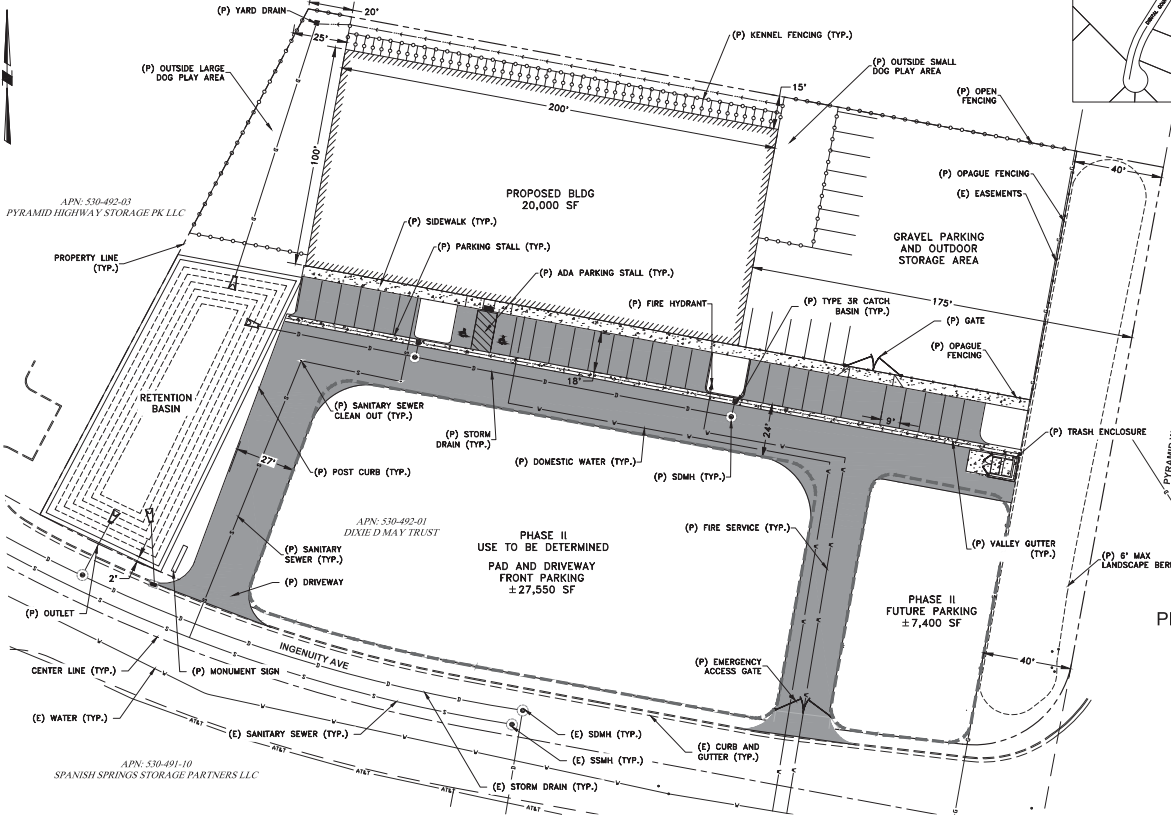 (P) YARD DRAIN
20'
25'
(P) KENNEL FENCING (TYP.)
(P) OUTSIDE LARGE
DOG PLAY AREA
(P) OUTSIDE SMALL
DOG PLAY AREA
15'
(P) OPEN
FENCING
200'
100'
40'
(P) OPAGUE FENCING
(E) EASEMENTS
PROPOSED BLDG
20,000 SF
APN: 530-492-03
PYRAMID HIGHWAY STORAGE PK LLC
(P) SIDEWALK (TYP.)
(P) PARKING STALL (TYP.)
GRAVEL PARKING
AND OUTDOOR
STORAGE AREA
PROPERTY LINE
(TYP.)
(P) ADA PARKING STALL (TYP.)
(P) FIRE HYDRANT
(P) TYPE 3R CATCH
BASIN (TYP.)
175'
(P) GATE
(P) OPAGUE
FENCING
18'
RETENTION
BASIN
(P) SANITARY SEWER
CLEAN OUT (TYP.)
9'
(P) STORM
DRAIN (TYP.)
24'
(P) TRASH ENCLOSURE
27'
(P) POST CURB (TYP.)
(P) DOMESTIC WATER (TYP.)
(P) SDMH (TYP.)
APN: 530-492-01
DIXIE D MAY TRUST
PHASE II
USE TO BE DETERMINED
PAD AND DRIVEWAY
FRONT PARKING
±27,550 SF
(P) FIRE SERVICE (TYP.)
(P) VALLEY GUTTER
(TYP.)
(P) SANITARY
SEWER (TYP.)
(P) 6' MAX
LANDSCAPE BER
2'
(P) DRIVEWAY
PHASE II
FUTURE PARKING
±7,400 SF
(P) OUTLET
INGENUITY AVE
CENTER LINE (TYP.)
(P) MONUMENT SIGN
(P) EMERGENCY
ACCESS GATE
40'
(E) WATER (TYP.)
(E) SANITARY SEWER (TYP.)
(E) SDMH (TYP.)
(E) CURB AND
GUTTER (TYP.)
(E) SSMH (TYP.)
APN: 530-491-10
SPANISH SPRINGS STORAGE PARTNERS LLC
(E) STORM DRAIN (TYP.)
AT&T
AT&T
AT&T
AT&T
AT&T